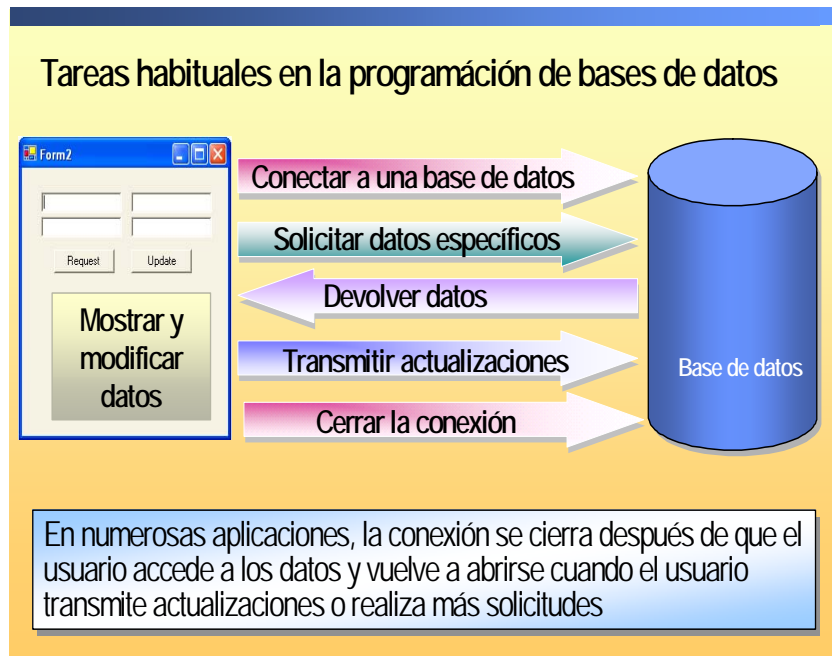 Tareas habituales en la programáción de bases de datos
Form2
Request
Update
Mostrar y
modificar
datos
Conectar a una base de datos
Solicitar datos específicos
Devolver datos
Transmitir actualizaciones
Cerrar la conexión
Base de datos
En numerosas aplicaciones, la conexión se cierra después de que el
usuario accede a los datos y vuelve a abrirse cuando el usuario
transmite actualizaciones o realiza más solicitudes